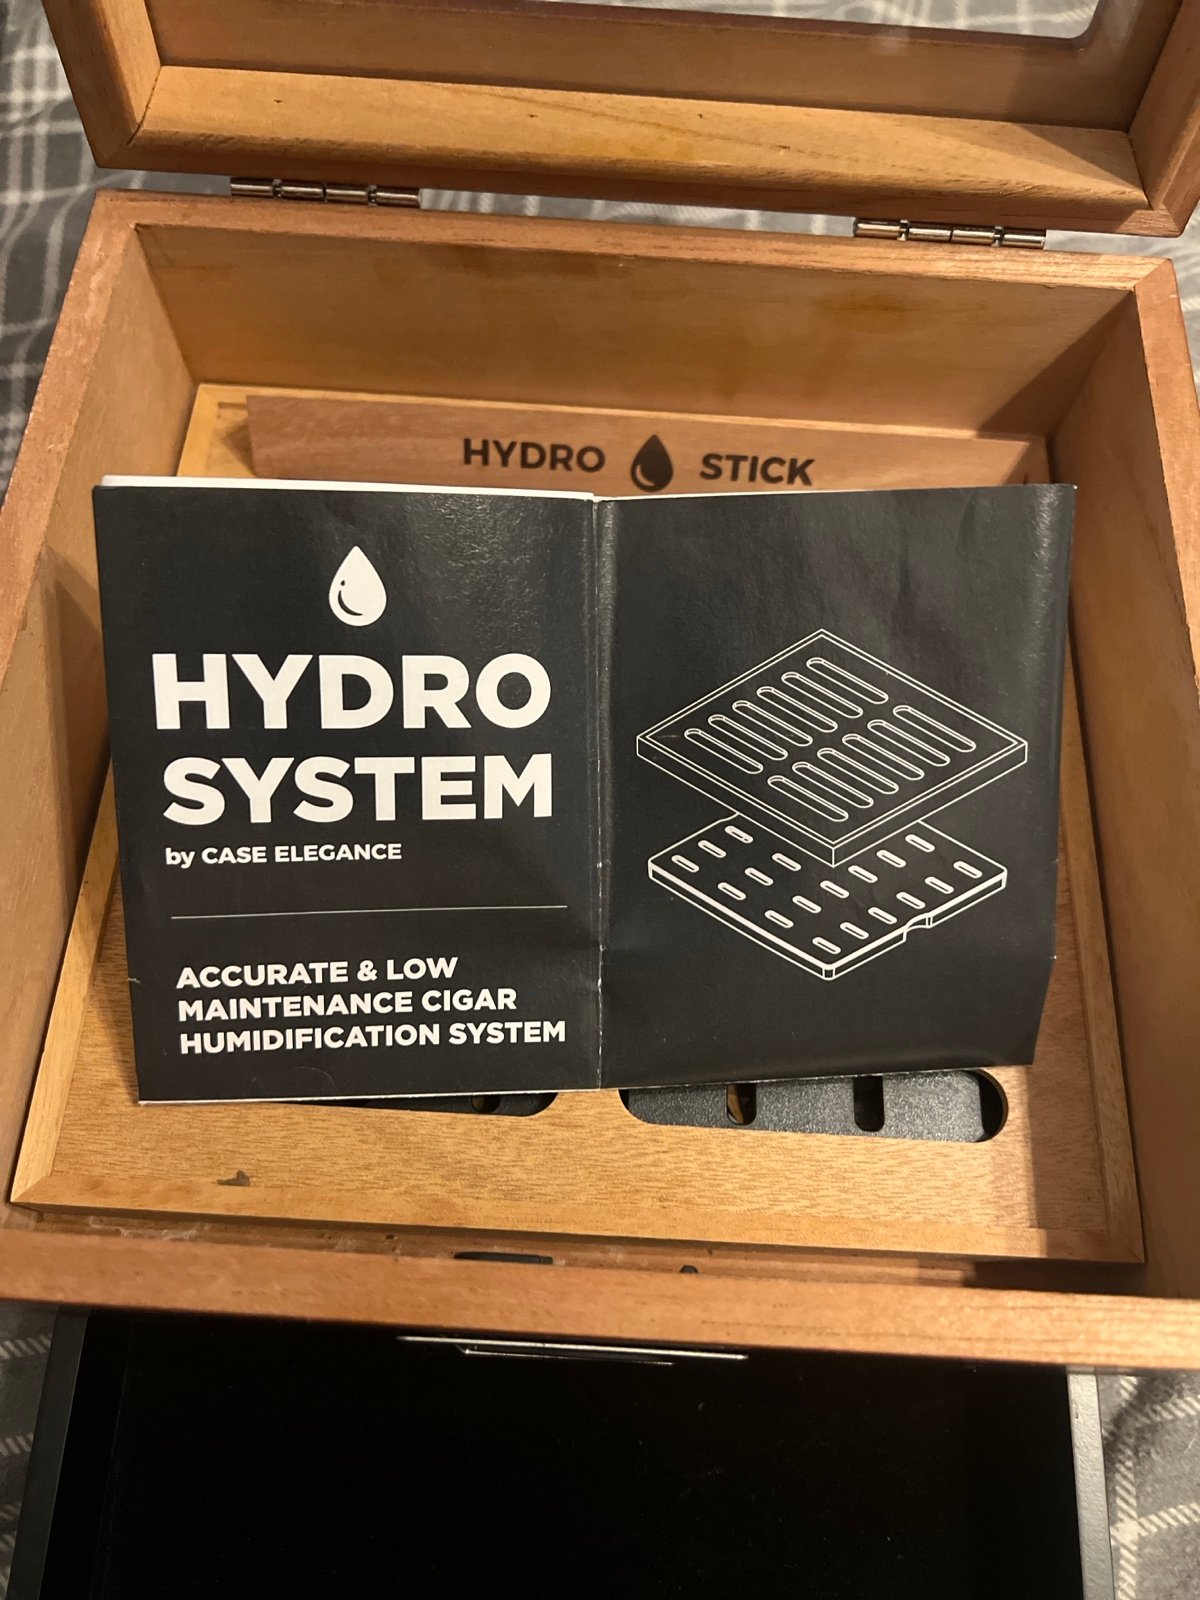 HYDRO STICK
HYDRO
SYSTEM
by CASE ELEGANCE
ACCURATE & LOW
MAINTENANCE CIGAR
HUMIDIFICATION SYSTEM